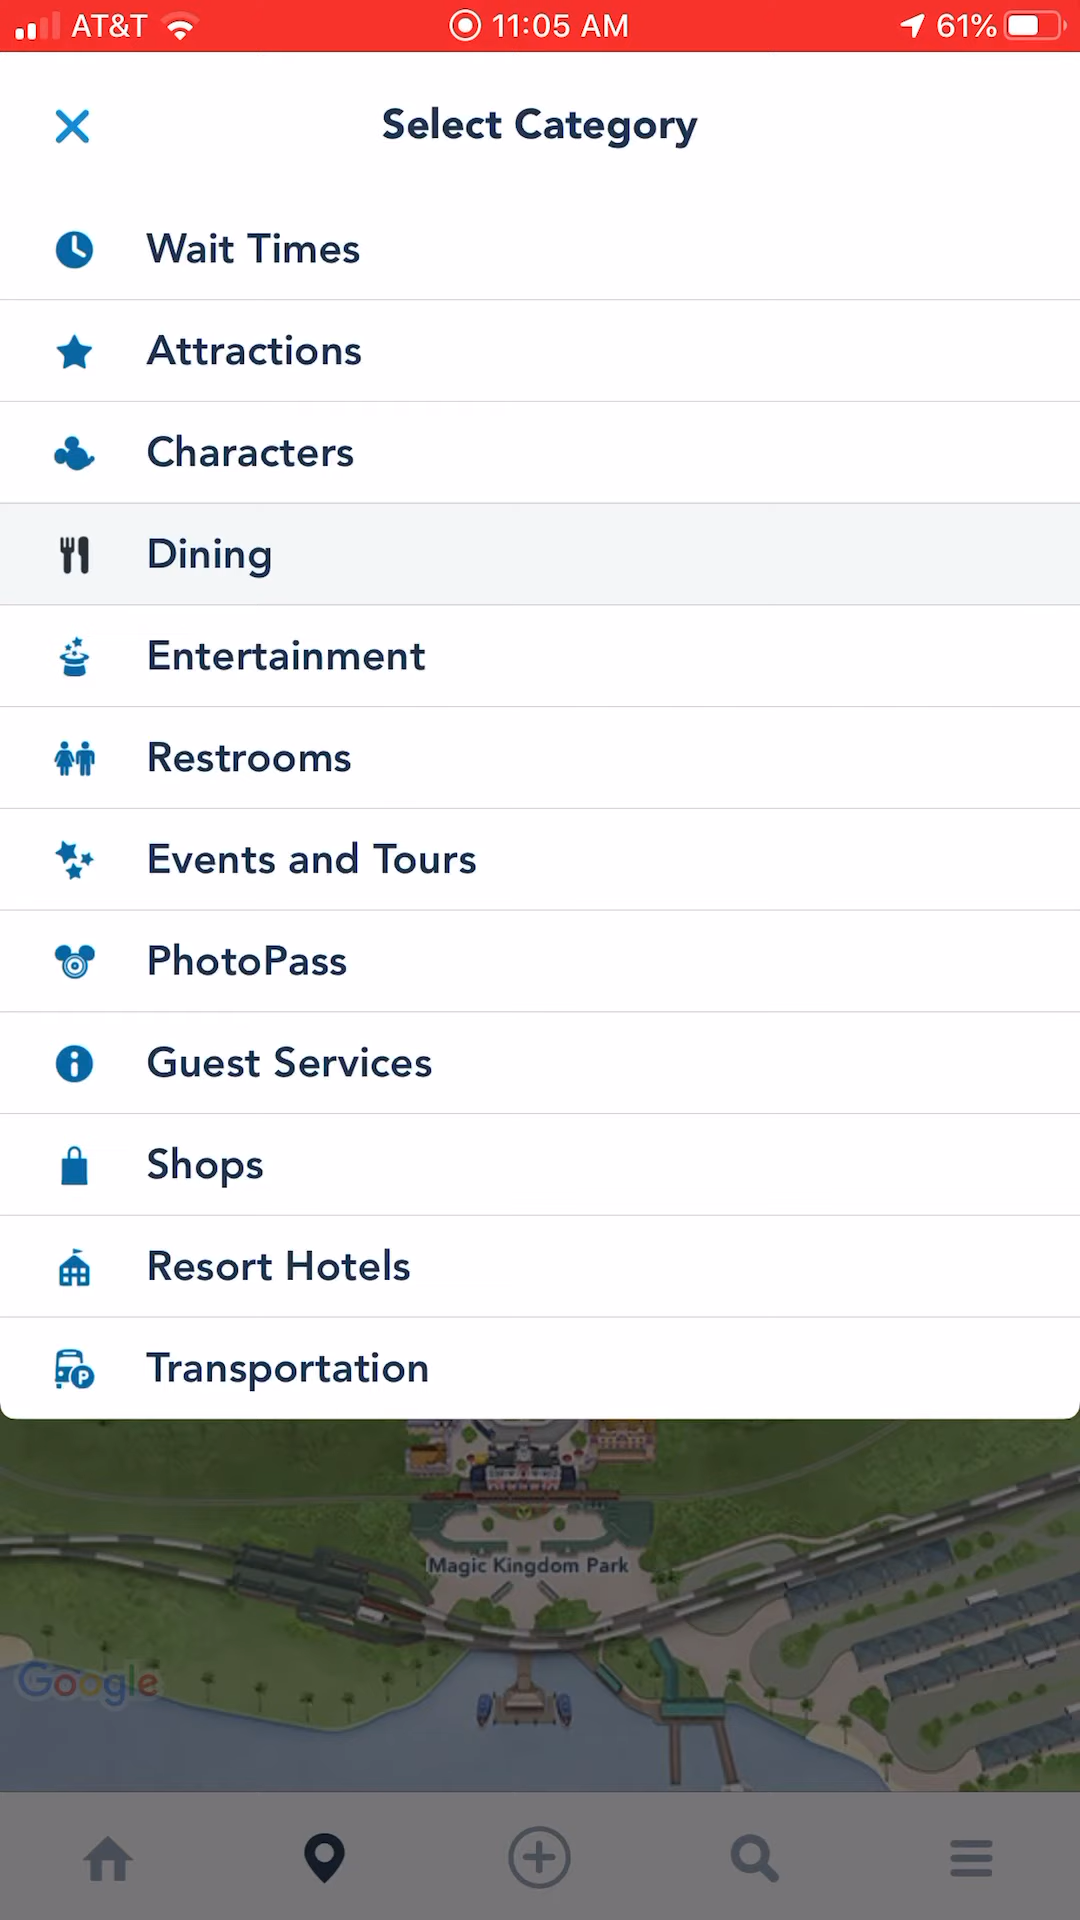 AT&T 11:05 AM 61%
Select Category
Wait Times
Attractions
Characters
Dining
Entertainment
Restrooms
Events and Tours
PhotoPass
Guest Services
Shops
Resort Hotels
P Transportation
Magic Kingdom Park
Google